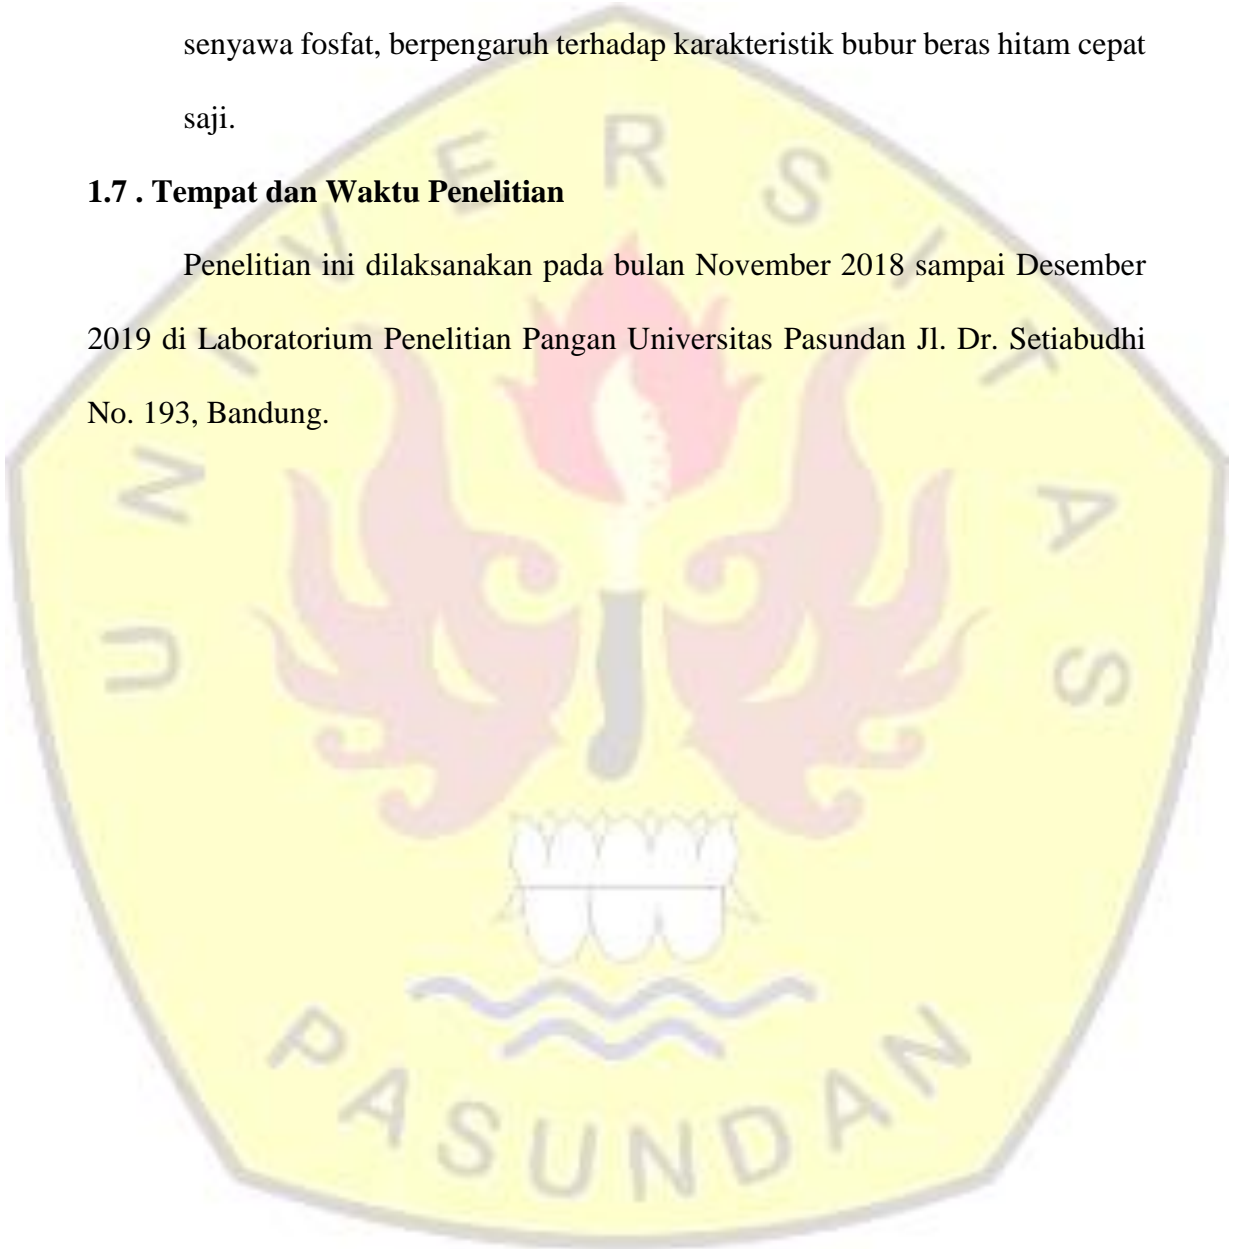 senyawa fosfat, berpengaruh terhadap karakteristik bubur beras hitam cepat
saji.
1.7 . Tempat dan Waktu Penelitian
Penelitian ini dilaksanakan pada bulan November 2018 sampai Desember
2019 di Laboratorium Penelitian Pangan Universitas Pasundan Jl. Dr. Setiabudhi
No. 193, Bandung.
UNIVERSITAS
PASUNDAN